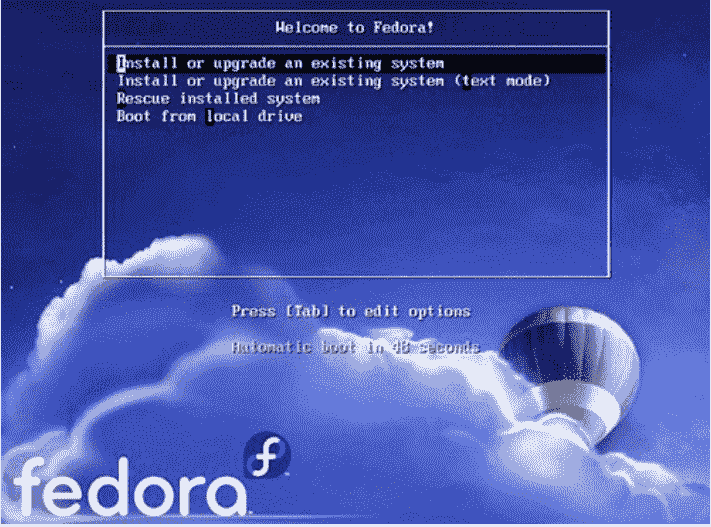 Welcome to Fedora!
Install or upgrade an existing system
Install or upgrade an existing system (text mode)
Rescue installed system
Boot from local drive
Press [Tab] to edit options
Automatic boot in 48 seconds
fedora